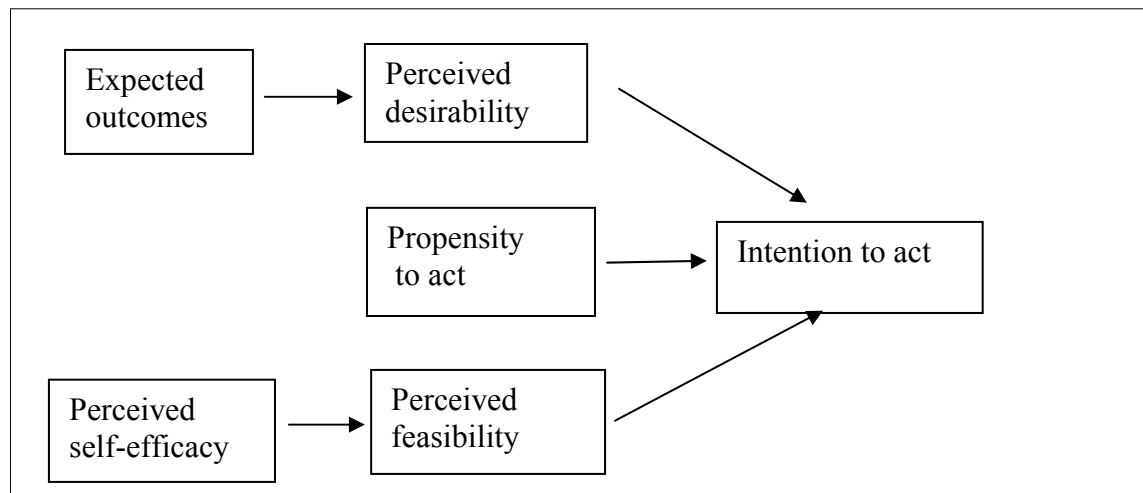 Expected
outcomes
Perceived
desirability
Propensity
to act
Intention to act
Perceived
self-efficacy
Perceived
feasibility